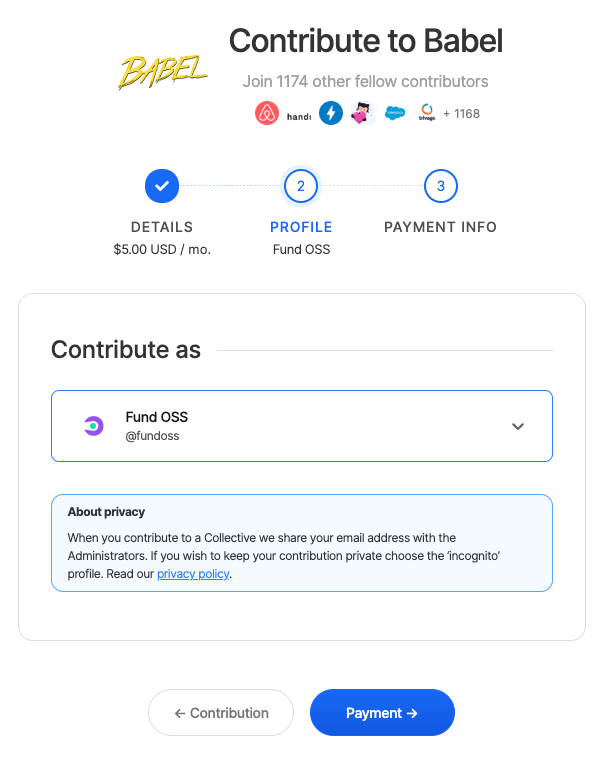 BABEL
Contribute to Babel
Join 1174 other fellow contributors
hands
salesforce
trivago
+ 1168
2
3
DETAILS
PROFILE
PAYMENT INFO
$5.00 USD / mo.
Fund OSS
Contribute as
Fund OSS
@fundoss
About privacy
When you contribute to a Collective we share your email address with the
Administrators. If you wish to keep your contribution private choose the ‘incognito’
profile. Read our privacy policy.
← Contribution
Payment →